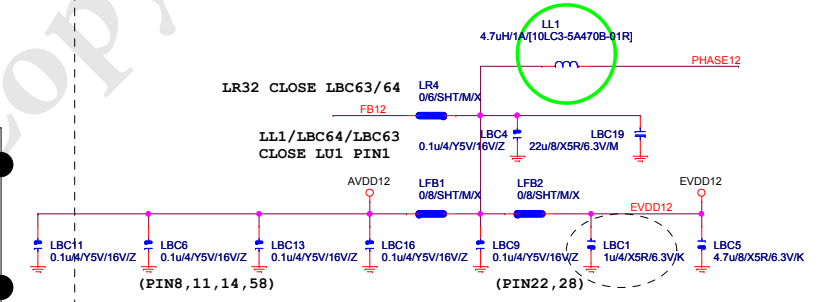 LL1
4.7uH/1A/[10LC3-5A470B-01R]
PHASE12
LR32 CLOSE LBC63/64
LR4
0/6/SHT/M/X
FB12
LL1/LBC64/LBC63
CLOSE LU1 PIN1
LBC4
0.1u/4/Y5V/16V/Z
LBC19
22u/8/X5R/6.3V/M
AVDD12
LFB1
0/8/SHT/M/X
LFB2
0/8/SHT/M/X
EVDD12
EVDD12
LBC11
0.1u/4/Y5V/16V/Z
LBC6
0.1u/4/Y5V/16V/Z
LBC13
0.1u/4/Y5V/16V/Z
LBC16
0.1u/4/Y5V/16V/Z
LBC9
0.1u/4/Y5V/16V/Z
LBC1
1u/4/X5R/6.3V/K
LBC5
4.7u/8/X5R/6.3V/K
(PIN8,11,14,58)
(PIN22,28)
copy